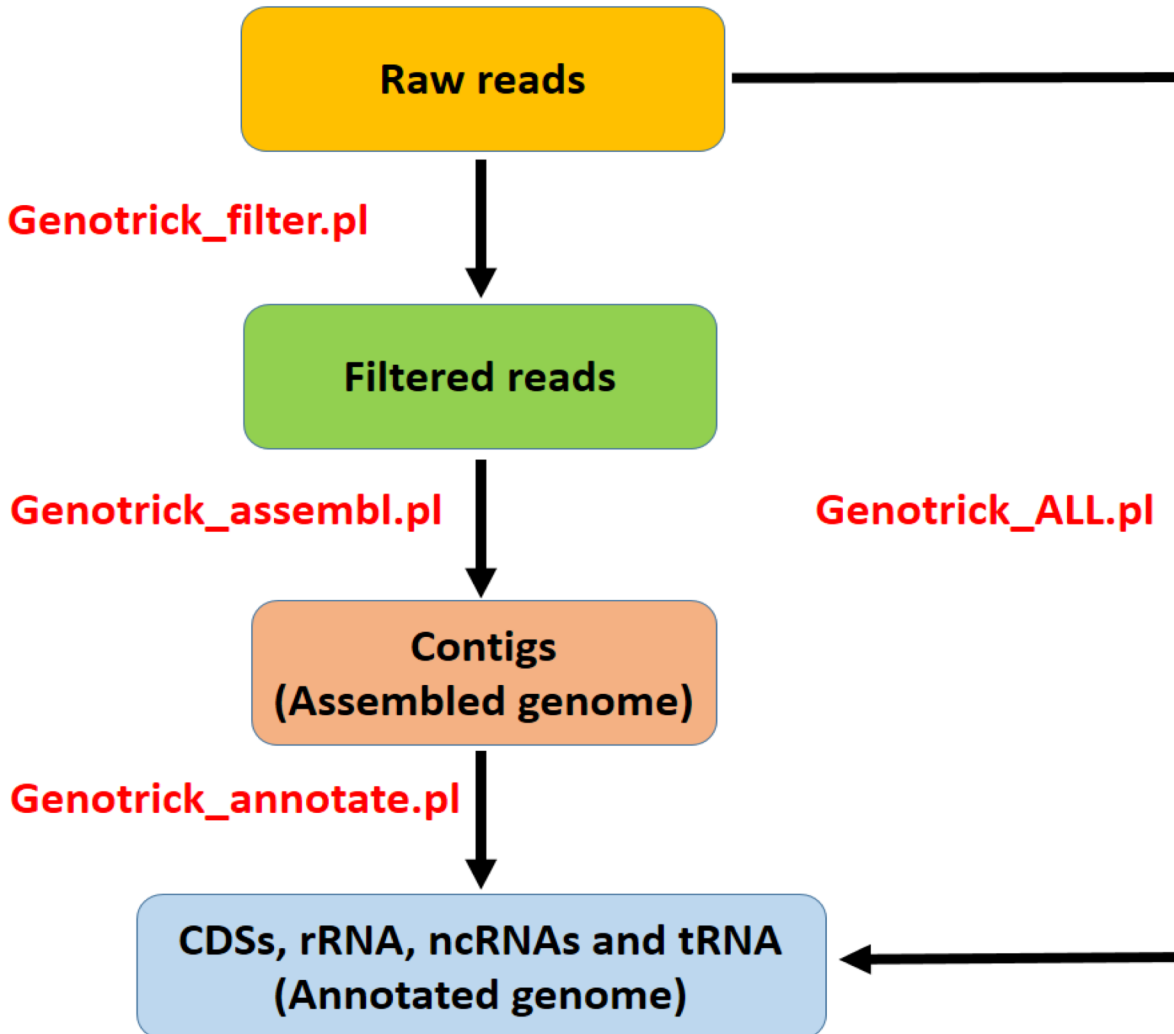 Raw reads
Genotrick_filter.pl
Filtered reads
Genotrick_assembl.pl
Genotrick_ALL.pl
Contigs
(Assembled genome)
Genotrick_annotate.pl
CDSs, rRNA, ncRNAs and tRNA
(Annotated genome)